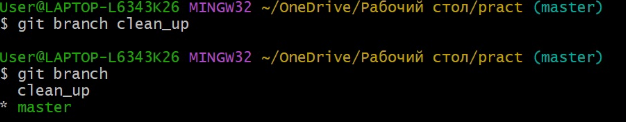 User@LAPTOP-L6343K26 MINGW32 ~/OneDrive/Рабочий стол/pract (master)
$ git branch clean_up
User@LAPTOP-L6343K26 MINGW32 ~/OneDrive/Рабочий стол/pract (master)
$ git branch
  clean_up
* master